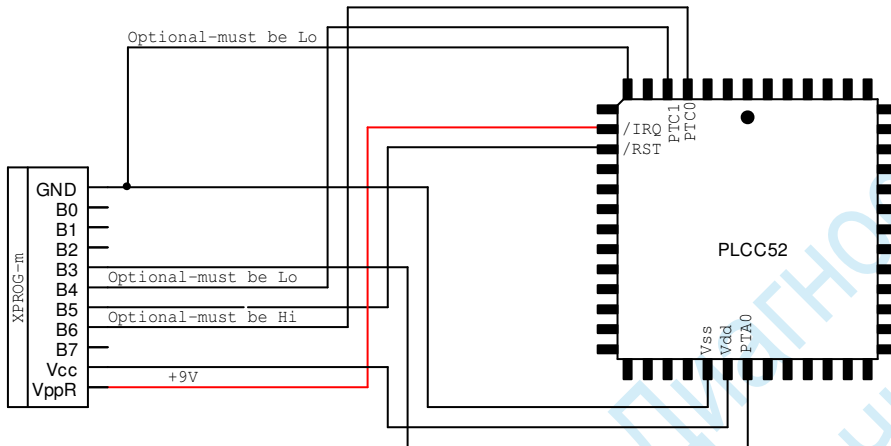 Optional-must be Lo
XPROG-m
GND
B0
B1
B2
B3
B4
B5
B6
B7
Vcc
VppR
Optional-must be Lo
Optional-must be Hi
+9V
/IRQ
/RST
PTC1
PTC0
PLCC52
Vss
Vdd
PTA0